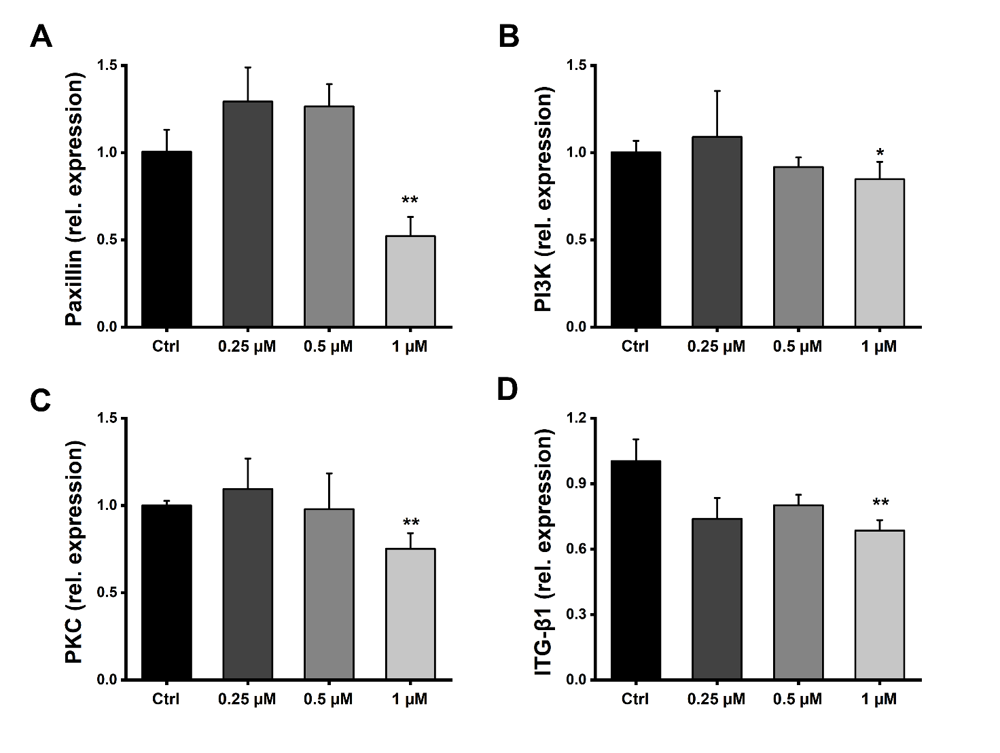 A
Paxillin (rel. expression)
1.5
1.0
0.5
0.0
**
Ctrl 0.25 µM 0.5 µM 1 µM
B
PI3K (rel. expression)
1.5
1.0
0.5
0.0
*
Ctrl 0.25 µM 0.5 µM 1 µM
C
PKC (rel. expression)
1.5
1.0
0.5
0.0
**
Ctrl 0.25 µM 0.5 µM 1 µM
D
ITG-β1 (rel. expression)
1.2
0.9
0.6
0.3
0.0
**
Ctrl 0.25 µM 0.5 µM 1 µM